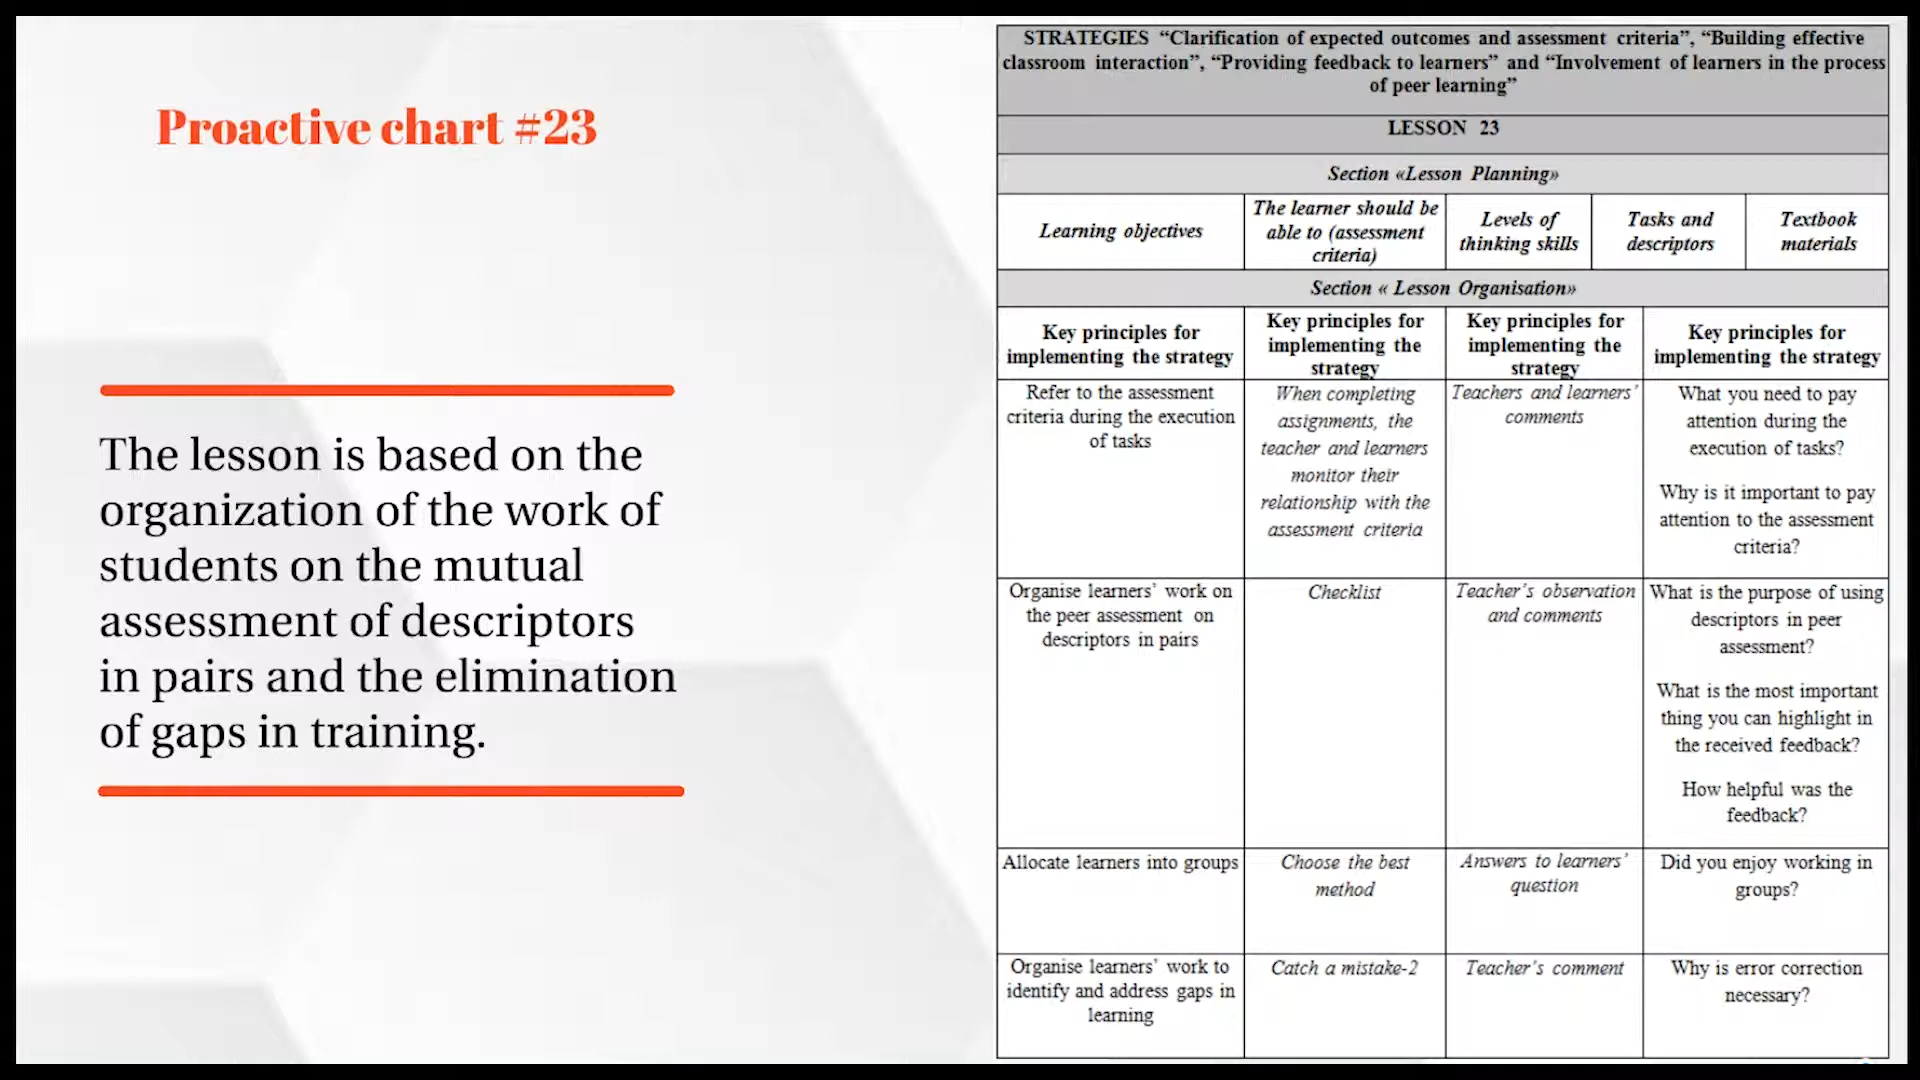 Proactive chart #23
The lesson is based on the
organization of the work of
students on the mutual
assessment of descriptors
in pairs and the elimination
of gaps in training.
STRATEGIES “Clarification of expected outcomes and assessment criteria”, “Building effective
classroom interaction”, “Providing feedback to learners” and “Involvement of learners in the process
of peer learning”
LESSON 23
Section «Lesson Planning»
Learning objectives
The learner should be
able to (assessment
criteria)
Levels of
thinking skills
Tasks and
descriptors
Textbook
materials
Section « Lesson Organisation»
Key principles for
implementing the strategy
Key principles for
implementing the
strategy
Key principles for
implementing the
strategy
Key principles for
implementing the strategy
Refer to the assessment
criteria during the execution
of tasks
When completing
assignments, the
teacher and learners
monitor their
relationship with the
assessment criteria
Teachers and learners’
comments
What you need to pay
attention during the
execution of tasks?
Why is it important to pay
attention to the assessment
criteria?
Organise learners’ work on
the peer assessment on
descriptors in pairs
Checklist
Teacher’s observation
and comments
What is the purpose of using
descriptors in peer
assessment?
What is the most important
thing you can highlight in
the received feedback?
How helpful was the
feedback?
Allocate learners into groups
Choose the best
method
Answers to learners’
question
Did you enjoy working in
groups?
Organise learners’ work to
identify and address gaps in
learning
Catch a mistake-2
Teacher’s comment
Why is error correction
necessary?